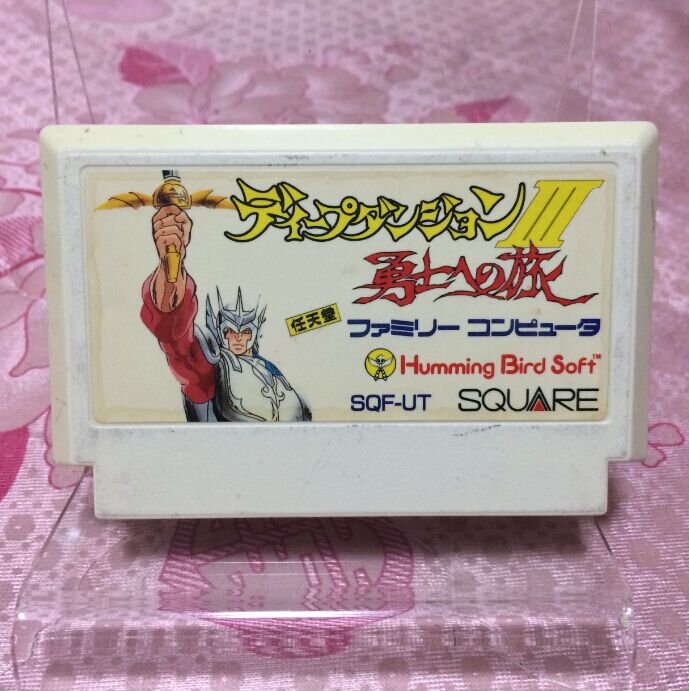 ディープダンジョンIII
勇士への旅
任天堂 ファミリー コンピュータ
Humming Bird Soft™
SQF-UT SQUARE